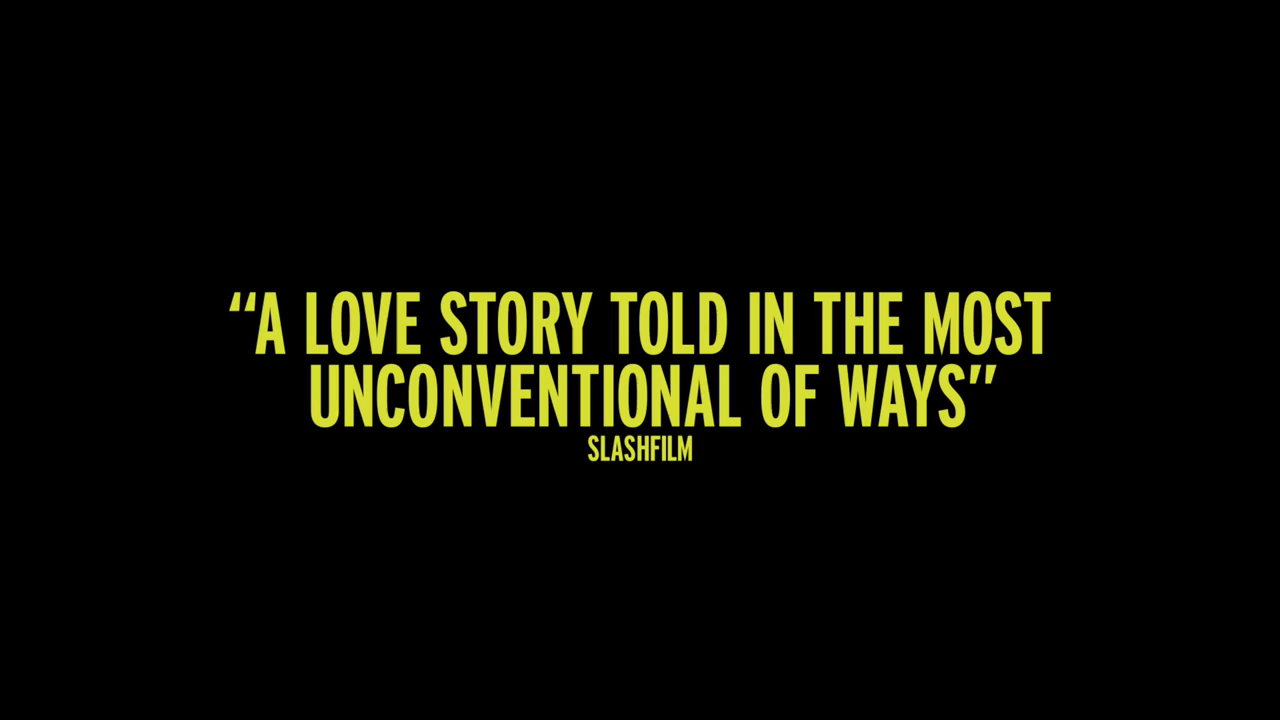 “A LOVE STORY TOLD IN THE MOST
UNCONVENTIONAL OF WAYS”
SLASHFILM